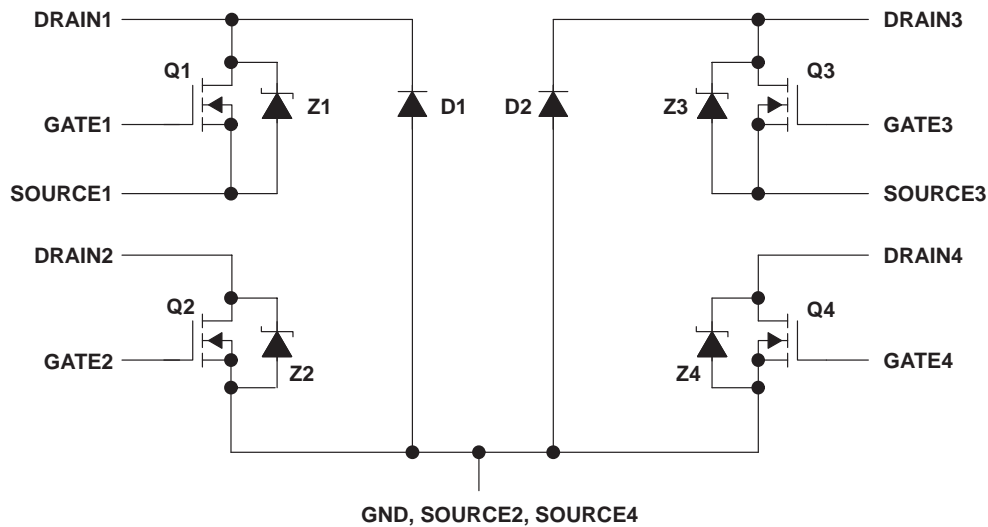 DRAIN1
DRAIN3
Q1
Q3
Z1
D1
D2
Z3
GATE1
GATE3
SOURCE1
SOURCE3
DRAIN2
DRAIN4
Q2
Q4
GATE2
Z2
Z4
GATE4
GND, SOURCE2, SOURCE4